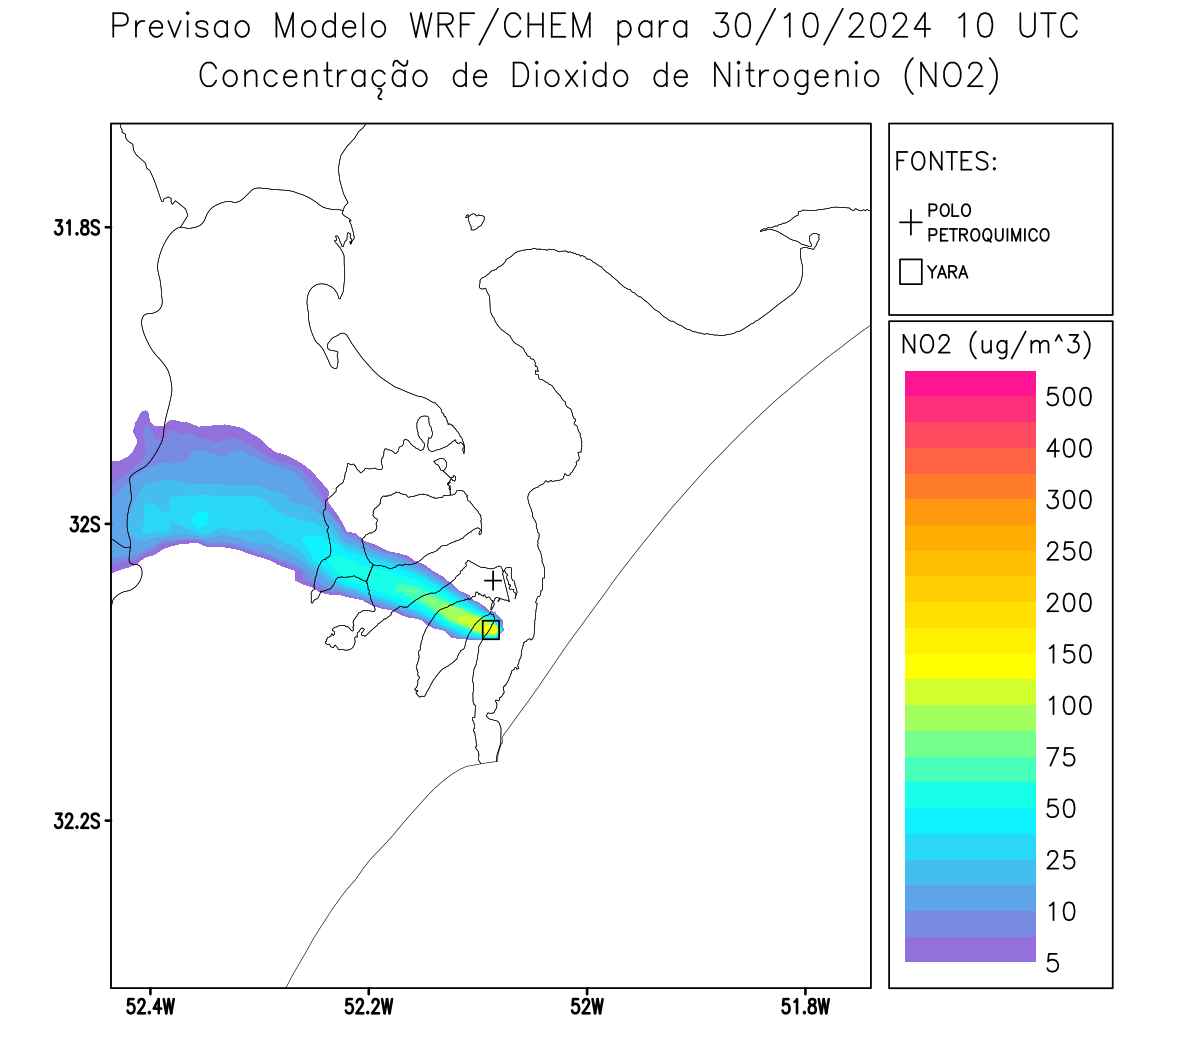 Previsao Modelo WRF/CHEM para 30/10/2024 10 UTC
Concentração de Dioxido de Nitrogenio (NO2)
FONTES:
POLO
PETROQUIMICO
YARA
31.8S
32S
32.2S
52.4W
52.2W
52W
51.8W
NO2 (ug/m^3)
500
400
300
250
200
150
100
75
50
25
10
5